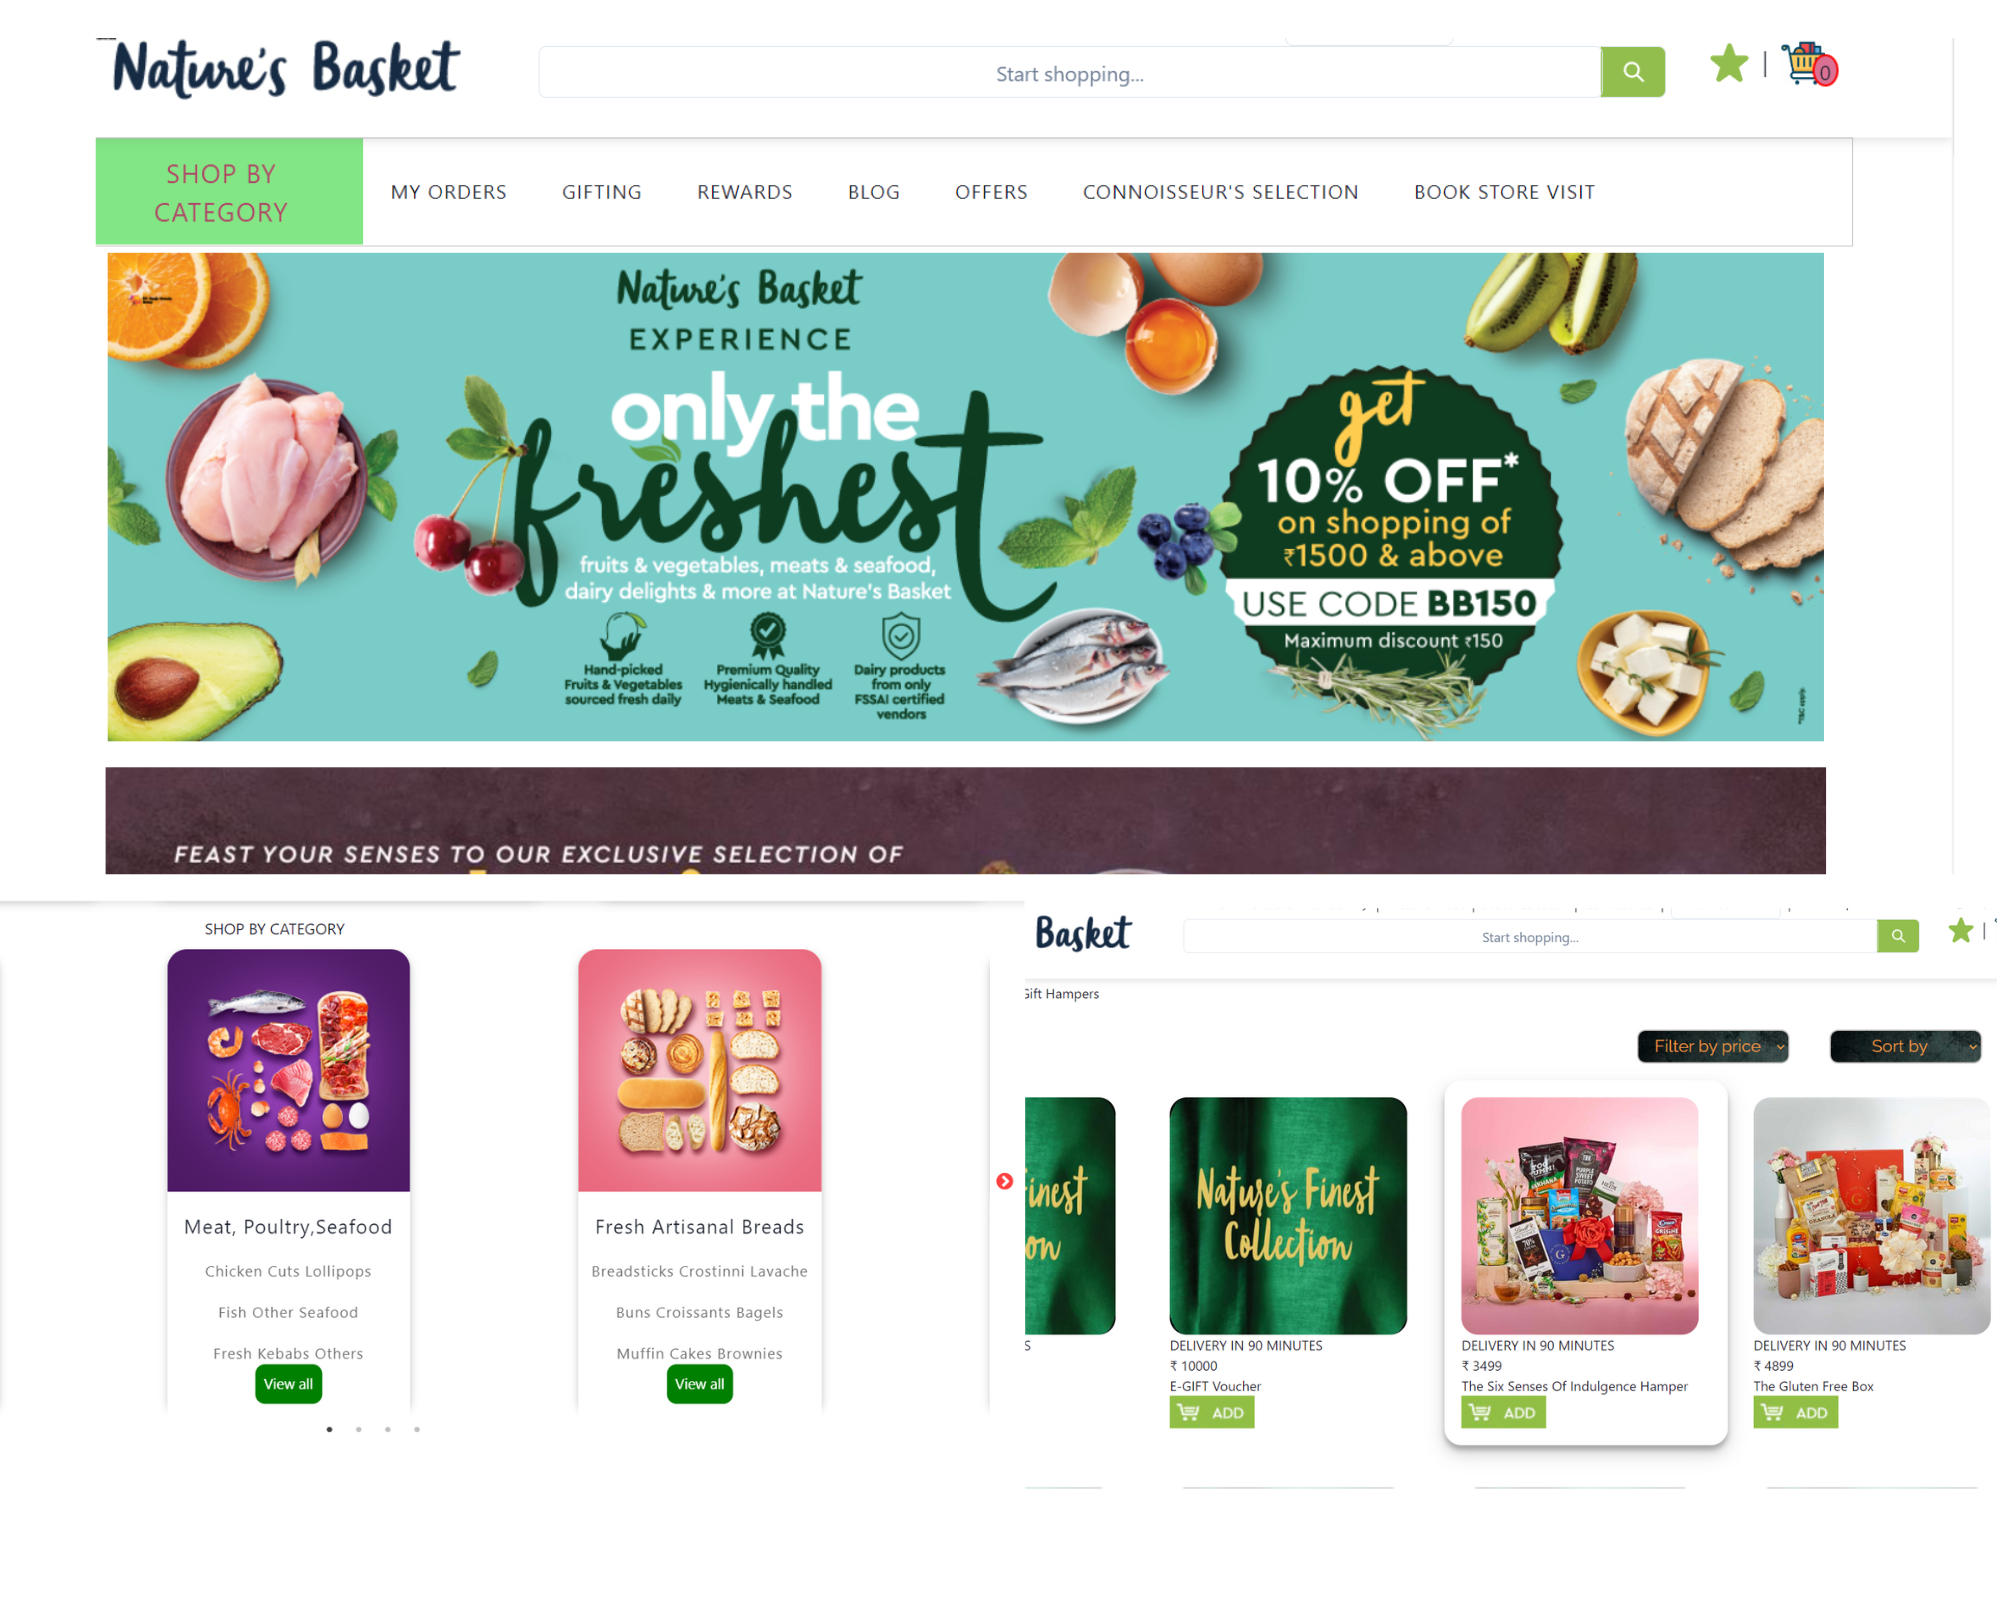 Nature's Basket
Start shopping...
0
SHOP BY
CATEGORY
MY ORDERS
GIFTING
REWARDS
BLOG
OFFERS
CONNOISSEUR'S SELECTION
BOOK STORE VISIT
Nature's Basket
EXPERIENCE
only the
freshest
fruits & vegetables, meats & seafood,
dairy delights & more at Nature's Basket
Hand-picked
Fruits & Vegetables
sourced fresh daily
Premium Quality
Hygienically handled
Meats & Seafood
Dairy products
from only
FSSAI certified
vendors
get
10% OFF*
on shopping of
₹1500 & above
USE CODE BB150
Maximum discount ₹150
*T&C apply.
FEAST YOUR SENSES TO OUR EXCLUSIVE SELECTION OF
SHOP BY CATEGORY
Meat, Poultry,Seafood
Chicken Cuts Lollipops
Fish Other Seafood
Fresh Kebabs Others
View all
Fresh Artisanal Breads
Breadsticks Crostinni Lavache
Buns Croissants Bagels
Muffin Cakes Brownies
View all
Basket
Start shopping...
Gift Hampers
Filter by price
Sort by
inest
on
S
Nature's Finest
Collection
DELIVERY IN 90 MINUTES
₹ 10000
E-GIFT Voucher
ADD
DELIVERY IN 90 MINUTES
₹ 3499
The Six Senses Of Indulgence Hamper
ADD
DELIVERY IN 90 MINUTES
₹ 4899
The Gluten Free Box
ADD